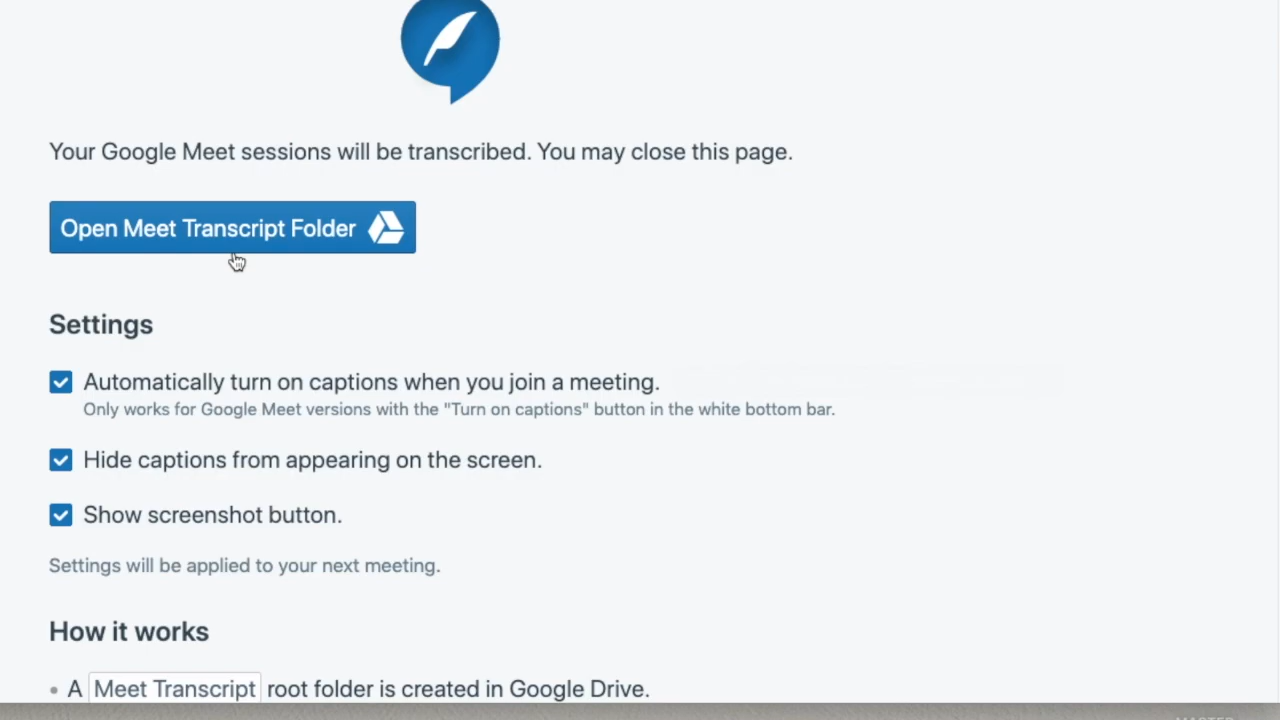 Your Google Meet sessions will be transcribed. You may close this page.
Open Meet Transcript Folder
Settings
Automatically turn on captions when you join a meeting.
Only works for Google Meet versions with the "Turn on captions" button in the white bottom bar.
Hide captions from appearing on the screen.
Show screenshot button.
Settings will be applied to your next meeting.
How it works
• A Meet Transcript root folder is created in Google Drive.